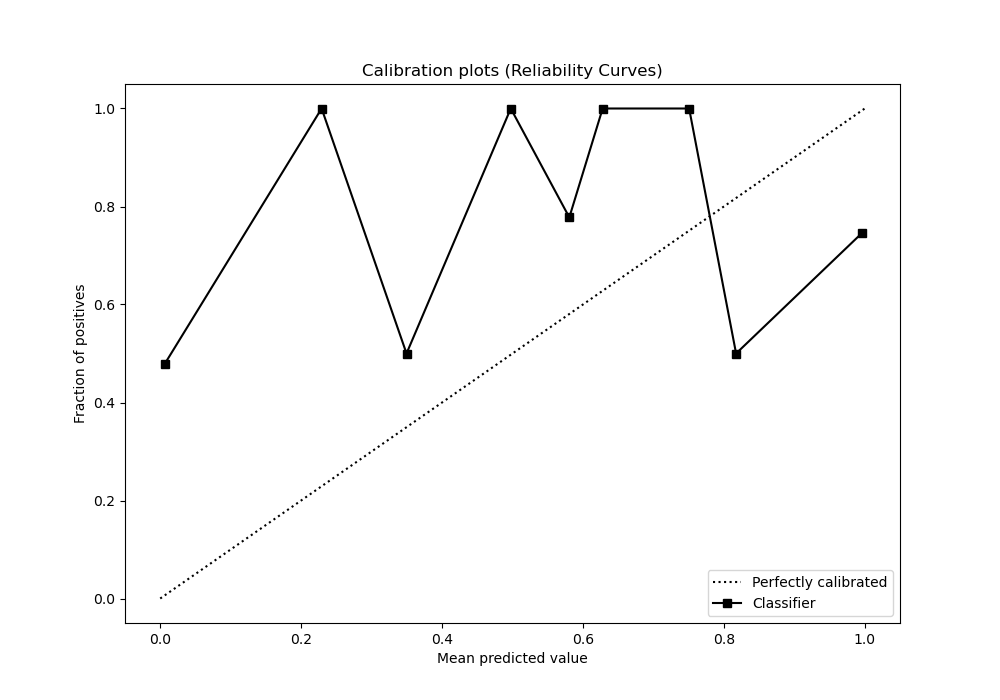 Calibration plots (Reliability Curves)
1.0
0.8
0.6
0.4
0.2
0.0
Fraction of positives
0.0 0.2 0.4 0.6 0.8 1.0
Mean predicted value
Perfectly calibrated
Classifier